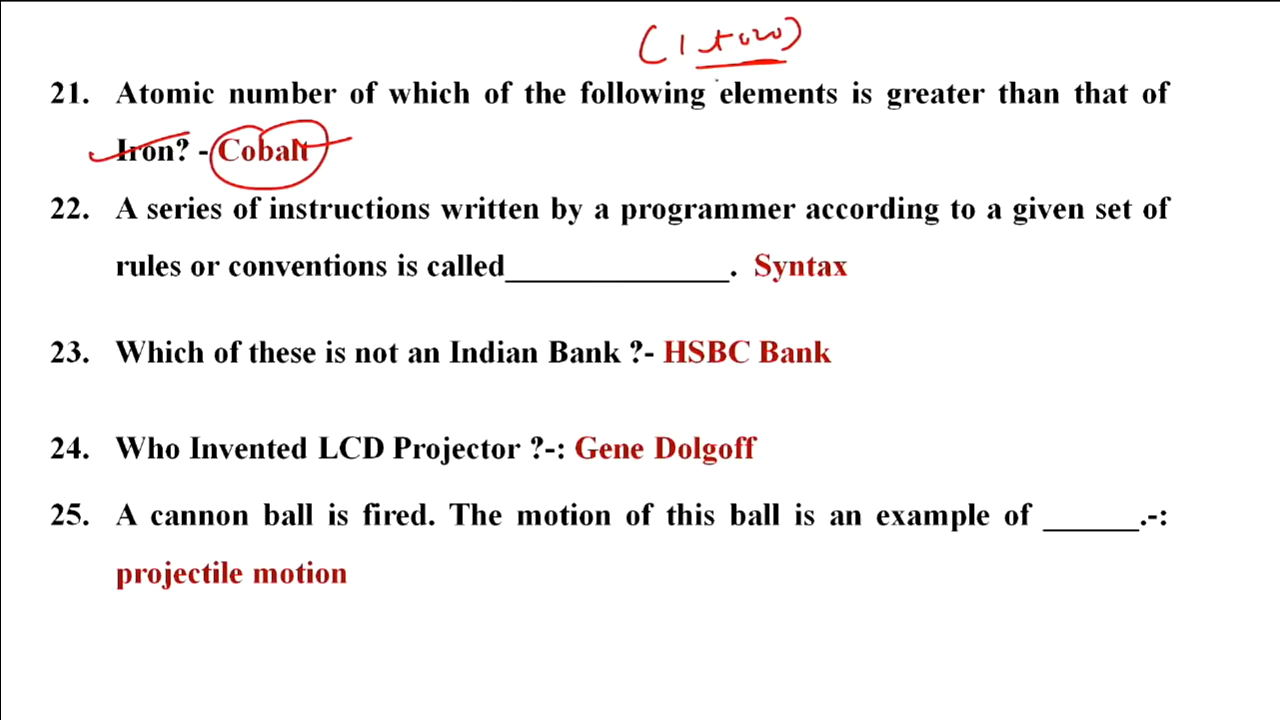 (1 to 20)
21. Atomic number of which of the following elements is greater than that of
Iron? - Cobalt
22. A series of instructions written by a programmer according to a given set of
rules or conventions is called_______________. Syntax
23. Which of these is not an Indian Bank ?- HSBC Bank
24. Who Invented LCD Projector ?-: Gene Dolgoff
25. A cannon ball is fired. The motion of this ball is an example of ______.-:
projectile motion